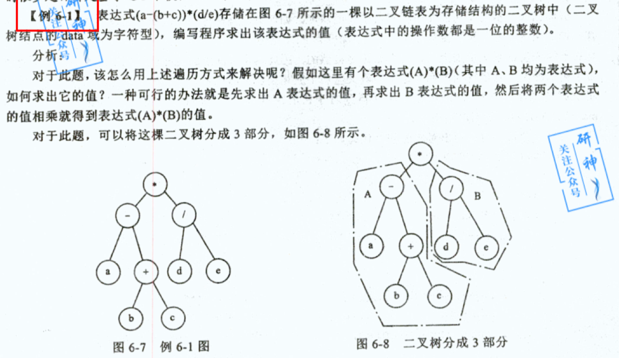 【例 6-1】 表达式(a-(b+c))*(d/e)存储在图 6-7 所示的一棵以二叉链表为存储结构的二叉树中（二叉
树结点的 data 域为字符型），编写程序求出该表达式的值（表达式中的操作数都是一位的整数）。
分析：
对于此题，该怎么用上述遍历方式来解决呢？假如这里有个表达式(A)*(B)（其中 A、B 均为表达式），
如何求出它的值？一种可行的办法就是先求出 A 表达式的值，再求出 B 表达式的值，然后将两个表达式
的值相乘就得到表达式(A)*(B)的值。
对于此题，可以将这棵二叉树分成 3 部分，如图 6-8 所示。
研神
关注公众号
*
- /
a + d e
b c
图 6-7 例 6-1 图
*
A - / B
a + d e
b c
图 6-8 二叉树分成 3 部分